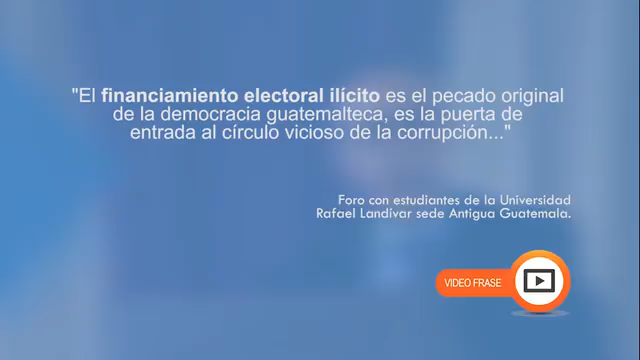 "El financiamiento electoral ilícito es el pecado original
de la democracia guatemalteca, es la puerta de
entrada al círculo vicioso de la corrupción..."
Foro con estudiantes de la Universidad
Rafael Landívar sede Antigua Guatemala.
VIDEO FRASE